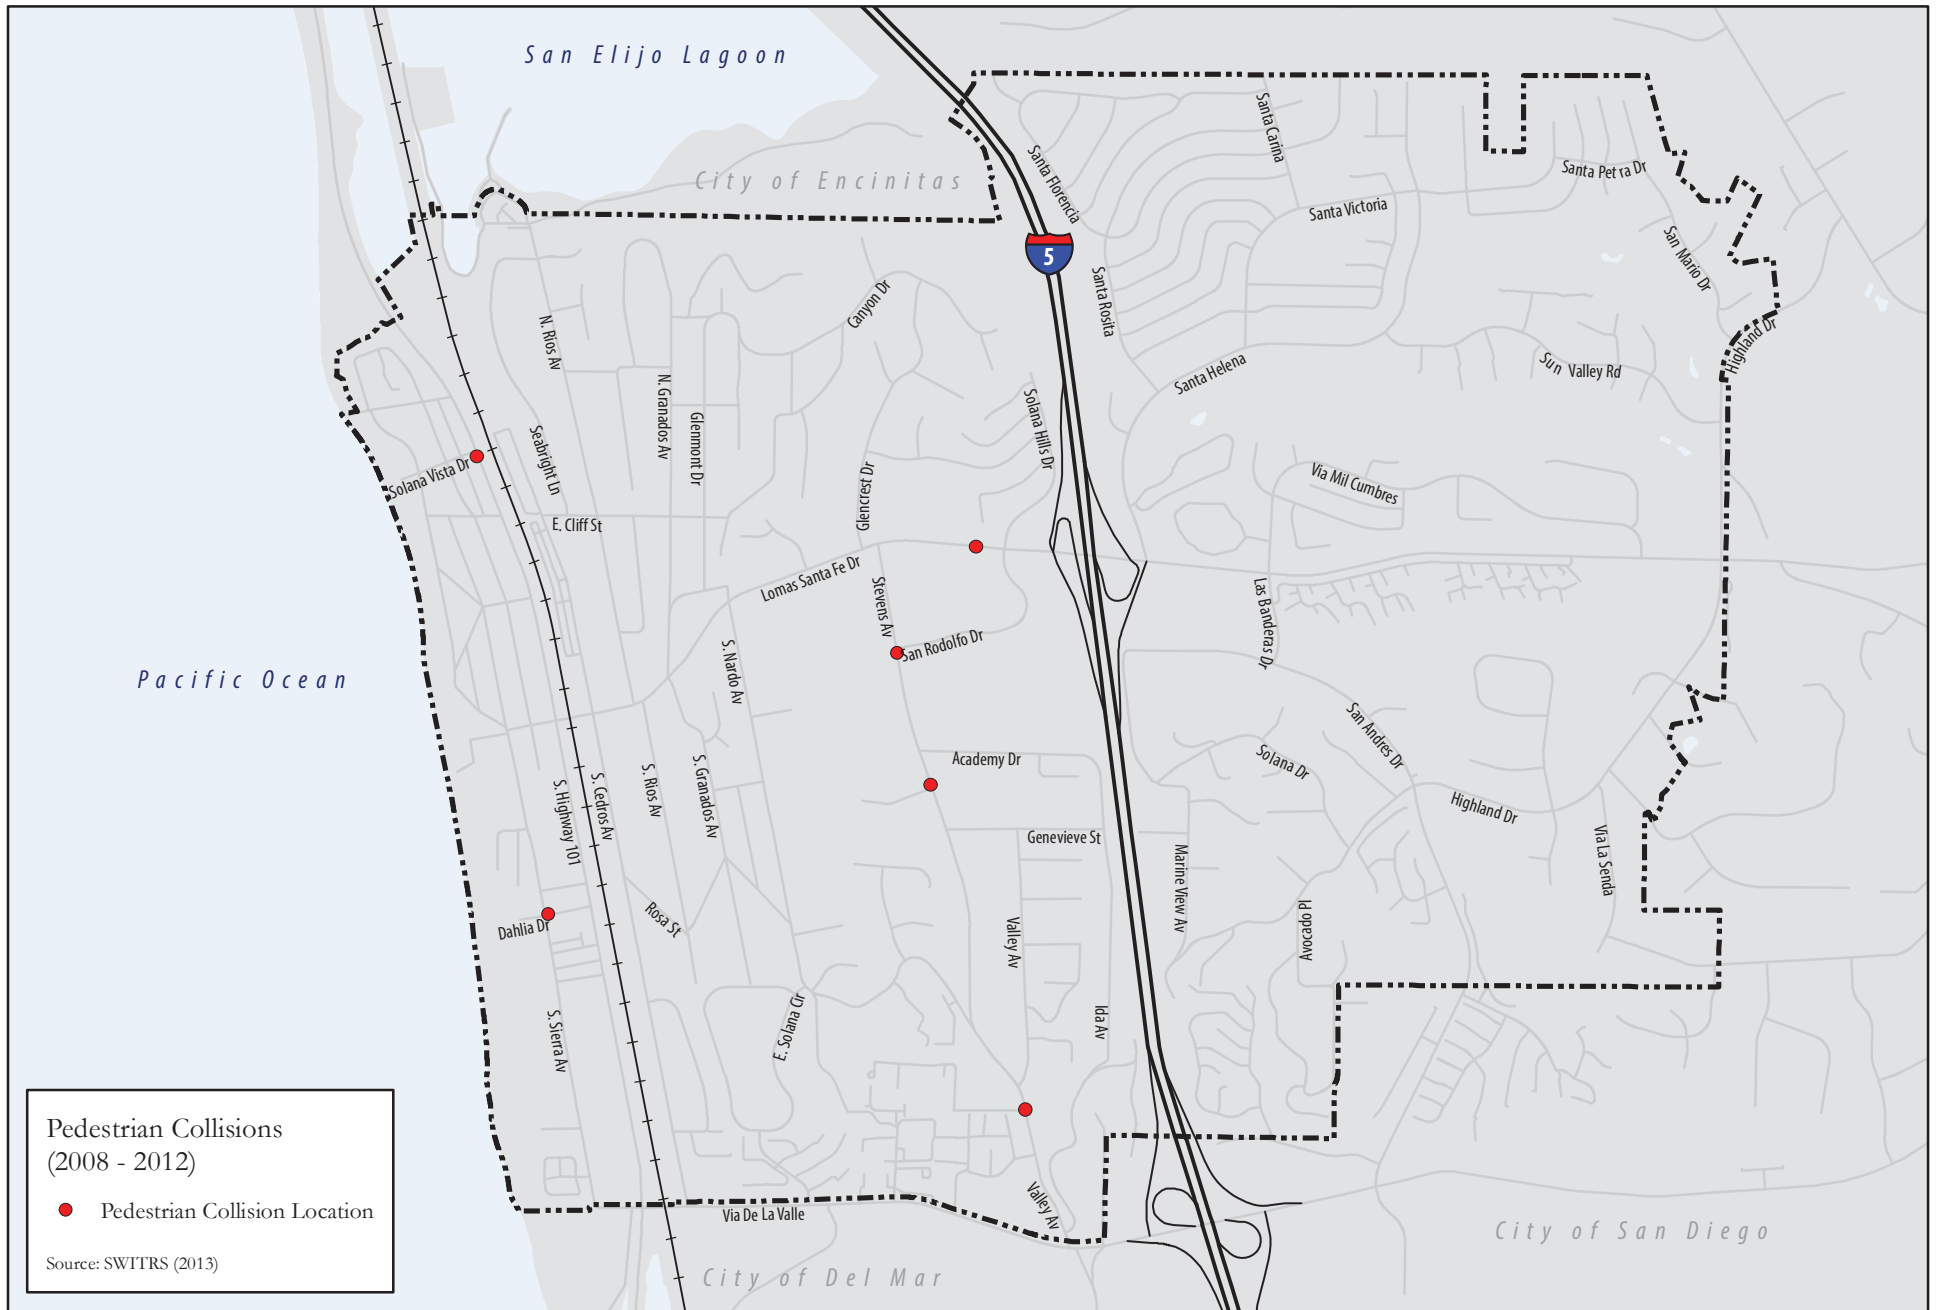 San Elijo Lagoon
City of Encinitas
Santa Florencia
Santa Carina
Santa Petra Dr
Santa Victoria
San Mario Dr
5
Santa Rosita
Canyon Dr
N. Rios Av
Highland Dr
Sun Valley Rd
Santa Helena
N. Granados Av
Glenmont Dr
Solana Hills Dr
Seabright Ln
Solana Vista Dr
Glencrest Dr
Via Mil Cumbres
E. Cliff St
Lomas Santa Fe Dr
Stevens Av
Las Banderas Dr
San Rodolfo Dr
S. Nardo Av
Pacific Ocean
San Andres Dr
Academy Dr
Solana Dr
S. Highway 101
S. Cedros Av
S. Rios Av
S. Granados Av
Highland Dr
Genevieve St
Marine View Av
Via La Senda
Dahlia Dr
Rosa St
Valley Av
Avocado Pl
S. Sierra Av
E. Solana Cir
Ida Av
Valley Av
Via De La Valle
City of San Diego
City of Del Mar
Pedestrian Collisions
(2008 - 2012)
Pedestrian Collision Location
Source: SWITRS (2013)